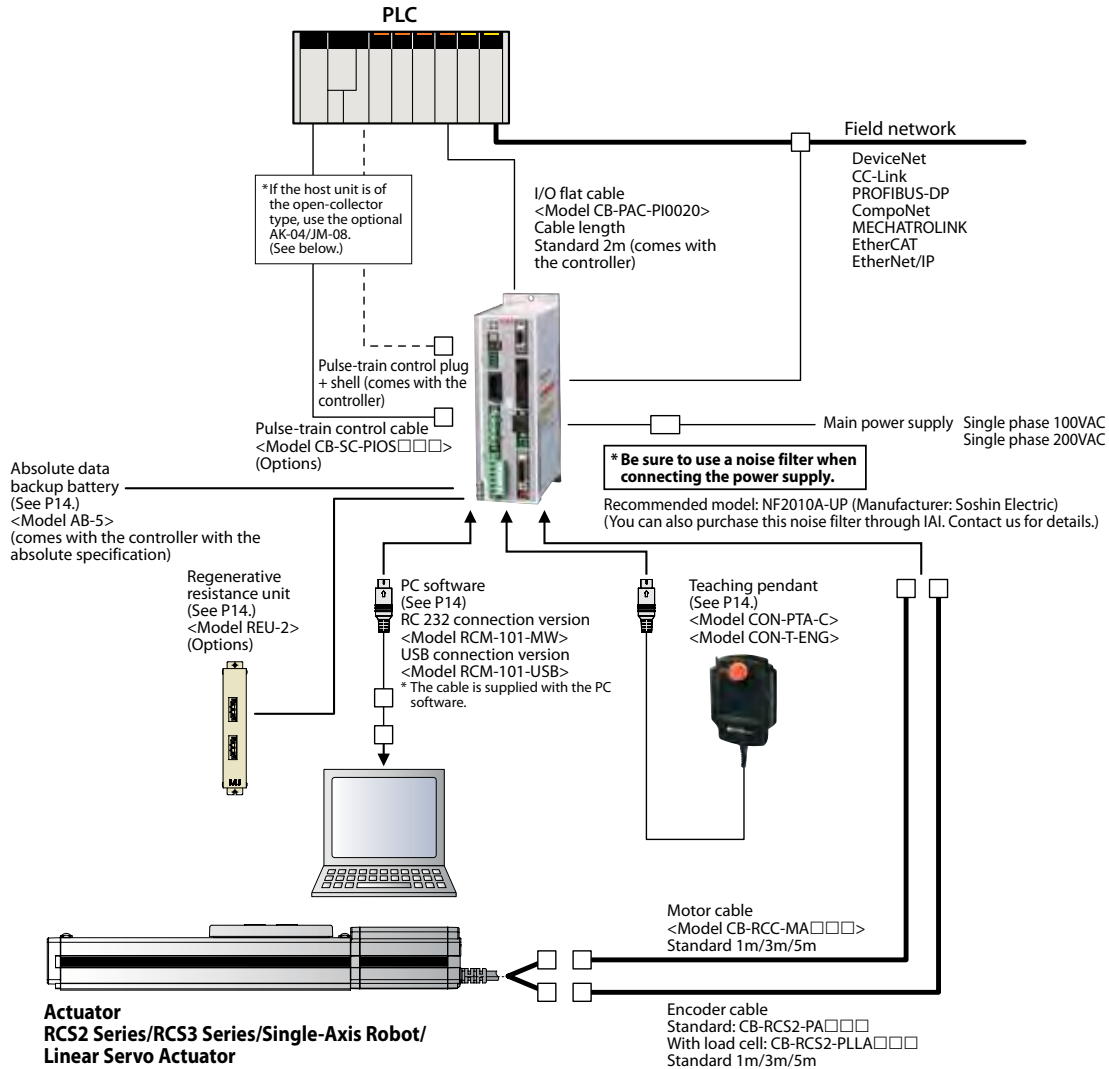 PLC
Field network
DeviceNet
CC-Link
PROFIBUS-DP
CompoNet
MECHATROLINK
EtherCAT
EtherNet/IP
*If the host unit is of
the open-collector
type, use the optional
AK-04/JM-08.
(See below.)
I/O flat cable
<Model CB-PAC-PI0020>
Cable length
Standard 2m (comes with
the controller)
Pulse-train control plug
+ shell (comes with the
controller)
Pulse-train control cable
<Model CB-SC-PIOS□□□>
(Options)
Main power supply Single phase 100VAC
Single phase 200VAC
* Be sure to use a noise filter when
connecting the power supply.
Recommended model: NF2010A-UP (Manufacturer: Soshin Electric)
(You can also purchase this noise filter through IAI. Contact us for details.)
Absolute data
backup battery
(See P14.)
<Model AB-5>
(comes with the controller with the
absolute specification)
Regenerative
resistance unit
(See P14.)
<Model REU-2>
(Options)
PC software
(See P14)
RC 232 connection version
<Model RCM-101-MW>
USB connection version
<Model RCM-101-USB>
* The cable is supplied with the PC
software.
Teaching pendant
(See P14.)
<Model CON-PTA-C>
<Model CON-T-ENG>
Motor cable
<Model CB-RCC-MA□□□>
Standard 1m/3m/5m
Encoder cable
Standard: CB-RCS2-PA□□□
With load cell: CB-RCS2-PLLA□□□
Standard 1m/3m/5m
Actuator
RCS2 Series/RCS3 Series/Single-Axis Robot/
Linear Servo Actuator